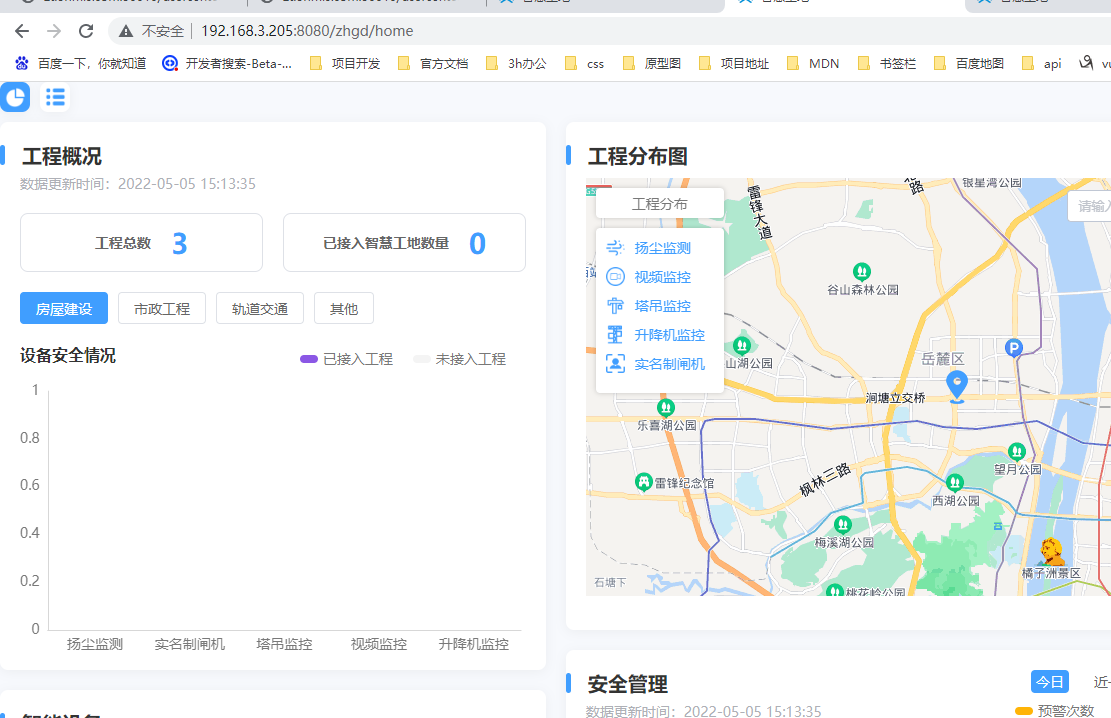 不安全 192.168.3.205:8080/zhgd/home
百度一下，你就知道 开发者搜索-Beta-... 项目开发 官方文档 3h办公 css 原型图 项目地址 MDN 书签栏 百度地图 api vu
工程概况
数据更新时间：2022-05-05 15:13:35
工程总数 3
已接入智慧工地数量 0
房屋建设 市政工程 轨道交通 其他
设备安全情况
已接入工程 未接入工程
1
0.8
0.6
0.4
0.2
0
扬尘监测 实名制闸机 塔吊监控 视频监控 升降机监控
工程分布图
工程分布
请输入
扬尘监测
视频监控
塔吊监控
升降机监控
实名制闸机
雷锋大道
银星湾公园
谷山森林公园
山湖公园
岳麓区
涧塘立交桥
乐喜湖公园
望月公园
枫林三路
雷锋纪念馆
西湖公园
梅溪湖公园
橘子洲景区
石塘下
桃花岭公园
安全管理
今日 近一
数据更新时间：2022-05-05 15:13:35
预警次数